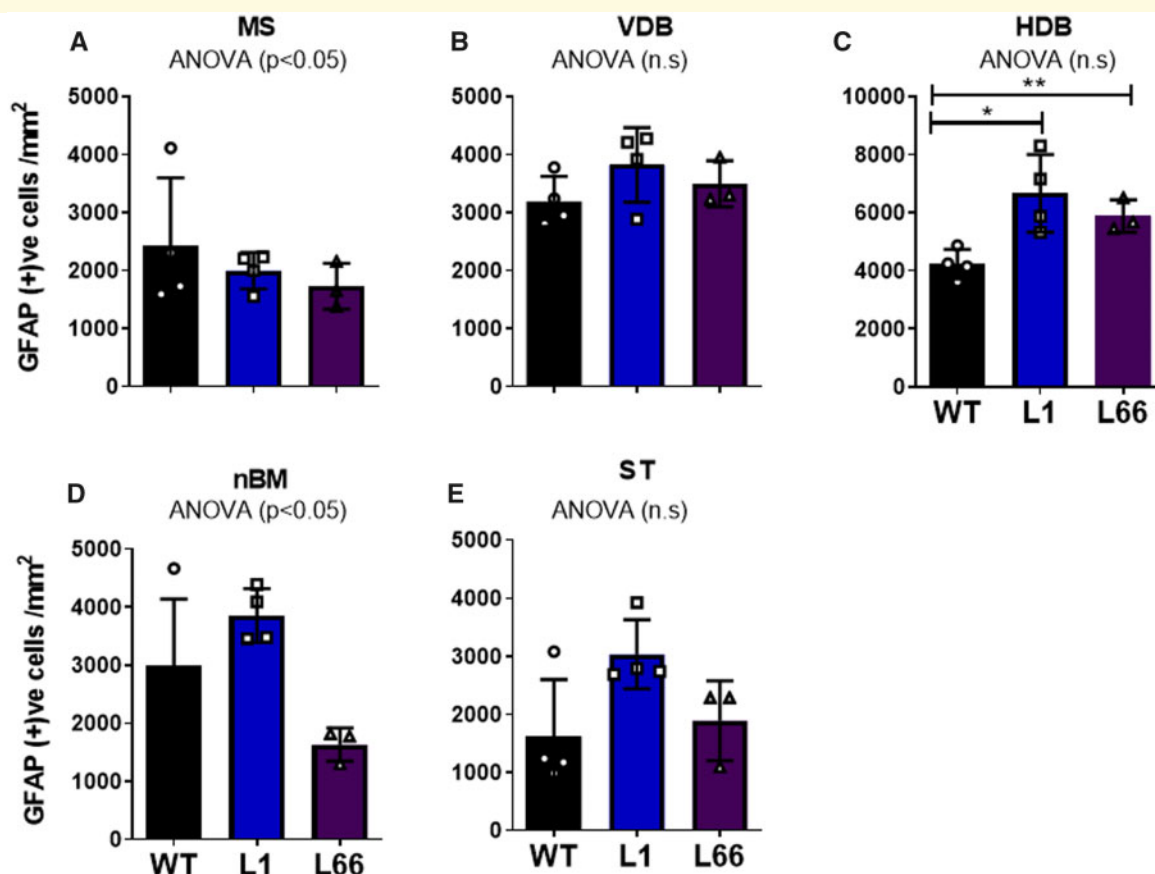 A
MS
ANOVA (p<0.05)
GFAP (+)ve cells /mm²
5000
4000
3000
2000
1000
0
B
VDB
ANOVA (n.s)
5000
4000
3000
2000
1000
0
C
HDB
ANOVA (n.s)
**
*
10000
8000
6000
4000
2000
0
WT L1 L66
D
nBM
ANOVA (p<0.05)
GFAP (+)ve cells /mm²
5000
4000
3000
2000
1000
0
WT L1 L66
E
ST
ANOVA (n.s)
5000
4000
3000
2000
1000
0
WT L1 L66